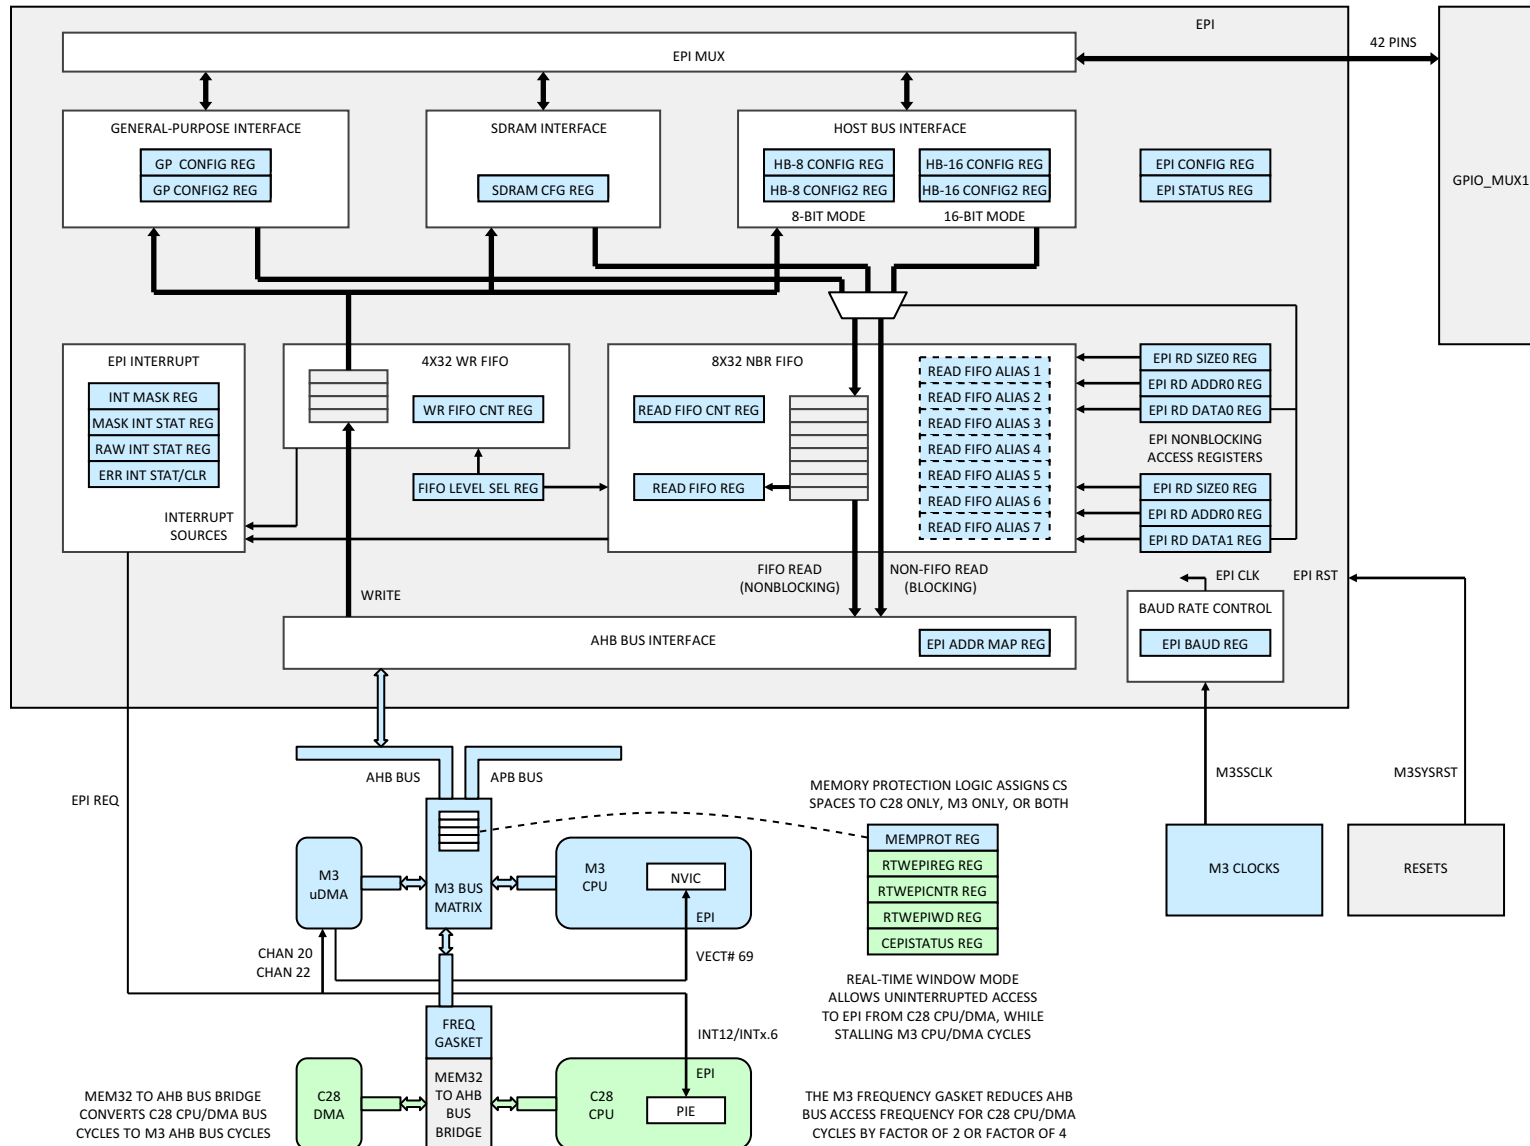 EPI
42 PINS
EPI MUX
GENERAL-PURPOSE INTERFACE
GP CONFIG REG
GP CONFIG2 REG
SDRAM INTERFACE
SDRAM CFG REG
HOST BUS INTERFACE
HB-8 CONFIG REG
HB-8 CONFIG2 REG
8-BIT MODE
HB-16 CONFIG REG
HB-16 CONFIG2 REG
16-BIT MODE
EPI CONFIG REG
EPI STATUS REG
GPIO_MUX1
EPI INTERRUPT
INT MASK REG
MASK INT STAT REG
RAW INT STAT REG
ERR INT STAT/CLR
INTERRUPT
SOURCES
4X32 WR FIFO
WR FIFO CNT REG
FIFO LEVEL SEL REG
8X32 NBR FIFO
READ FIFO CNT REG
READ FIFO REG
READ FIFO ALIAS 1
READ FIFO ALIAS 2
READ FIFO ALIAS 3
READ FIFO ALIAS 4
READ FIFO ALIAS 5
READ FIFO ALIAS 6
READ FIFO ALIAS 7
EPI RD SIZE0 REG
EPI RD ADDR0 REG
EPI RD DATA0 REG
EPI NONBLOCKING
ACCESS REGISTERS
EPI RD SIZE0 REG
EPI RD ADDR0 REG
EPI RD DATA1 REG
WRITE
FIFO READ
(NONBLOCKING)
NON-FIFO READ
(BLOCKING)
EPI CLK
EPI RST
BAUD RATE CONTROL
EPI BAUD REG
AHB BUS INTERFACE
EPI ADDR MAP REG
AHB BUS
APB BUS
EPI REQ
M3SSCLK
M3SYSRST
MEMORY PROTECTION LOGIC ASSIGNS CS
SPACES TO C28 ONLY, M3 ONLY, OR BOTH
MEMPROT REG
RTWEPIREG REG
RTWEPICNTR REG
RTWEPIWD REG
CEPISTATUS REG
M3
uDMA
M3 BUS
MATRIX
M3
CPU
NVIC
EPI
M3 CLOCKS
RESETS
CHAN 20
CHAN 22
VECT# 69
REAL-TIME WINDOW MODE
ALLOWS UNINTERRUPTED ACCESS
TO EPI FROM C28 CPU/DMA, WHILE
STALLING M3 CPU/DMA CYCLES
FREQ
GASKET
INT12/INTx.6
MEM32
TO AHB
BUS
BRIDGE
C28
DMA
C28
CPU
EPI
PIE
MEM32 TO AHB BUS BRIDGE
CONVERTS C28 CPU/DMA BUS
CYCLES TO M3 AHB BUS CYCLES
THE M3 FREQUENCY GASKET REDUCES AHB
BUS ACCESS FREQUENCY FOR C28 CPU/DMA
CYCLES BY FACTOR OF 2 OR FACTOR OF 4